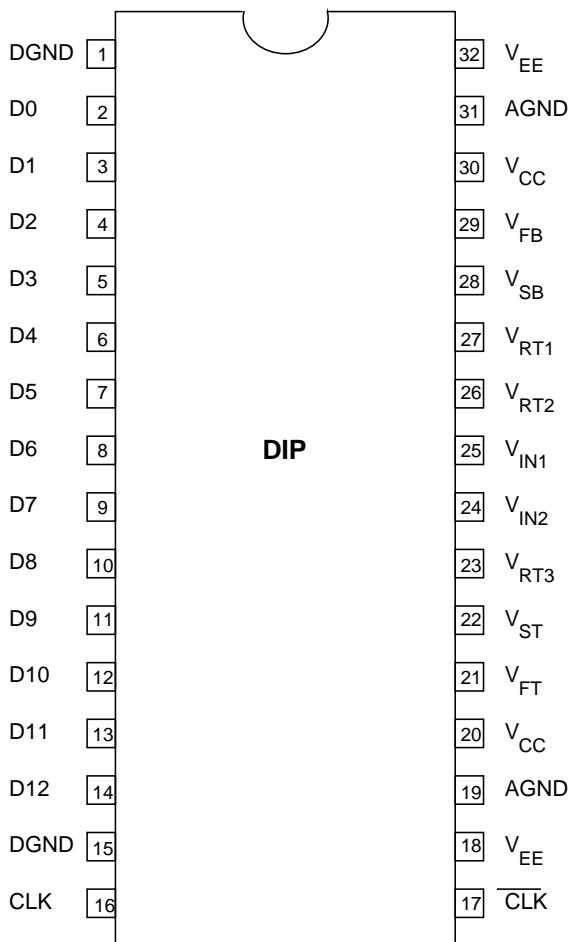 DGND 1 32 VEE
D0 2 31 AGND
D1 3 30 VCC
D2 4 29 VFB
D3 5 28 VSB
D4 6 27 VRT1
D5 7 26 VRT2
D6 8 DIP 25 VIN1
D7 9 24 VIN2
D8 10 23 VRT3
D9 11 22 VST
D10 12 21 VFT
D11 13 20 VCC
D12 14 19 AGND
DGND 15 18 VEE
CLK 16 17 C̅L̅K̅